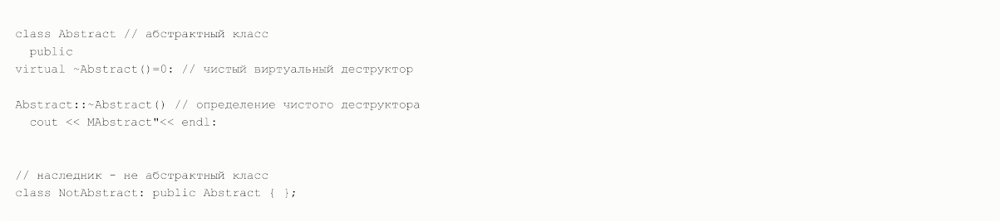 class Abstract // абстрактный класс
public
virtual ~Abstract()=0: // чистый виртуальный деструктор
Abstract::~Abstract() // определение чистого деструктора
cout << MAbstract"<< endl:
// наследник - не абстрактный класс
class NotAbstract: public Abstract { };